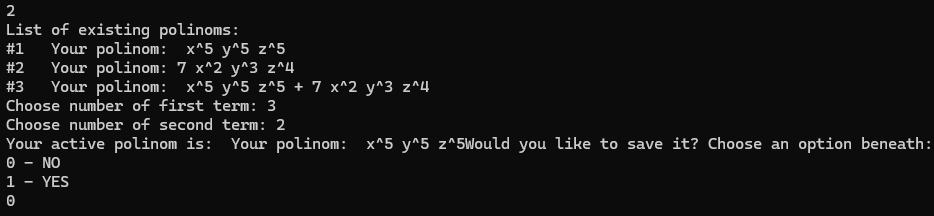 2
List of existing polinoms:
#1   Your polinom:  x^5 y^5 z^5
#2   Your polinom: 7 x^2 y^3 z^4
#3   Your polinom:  x^5 y^5 z^5 + 7 x^2 y^3 z^4
Choose number of first term: 3
Choose number of second term: 2
Your active polinom is:  Your polinom:  x^5 y^5 z^5Would you like to save it? Choose an option beneath:
0 - NO
1 - YES
0